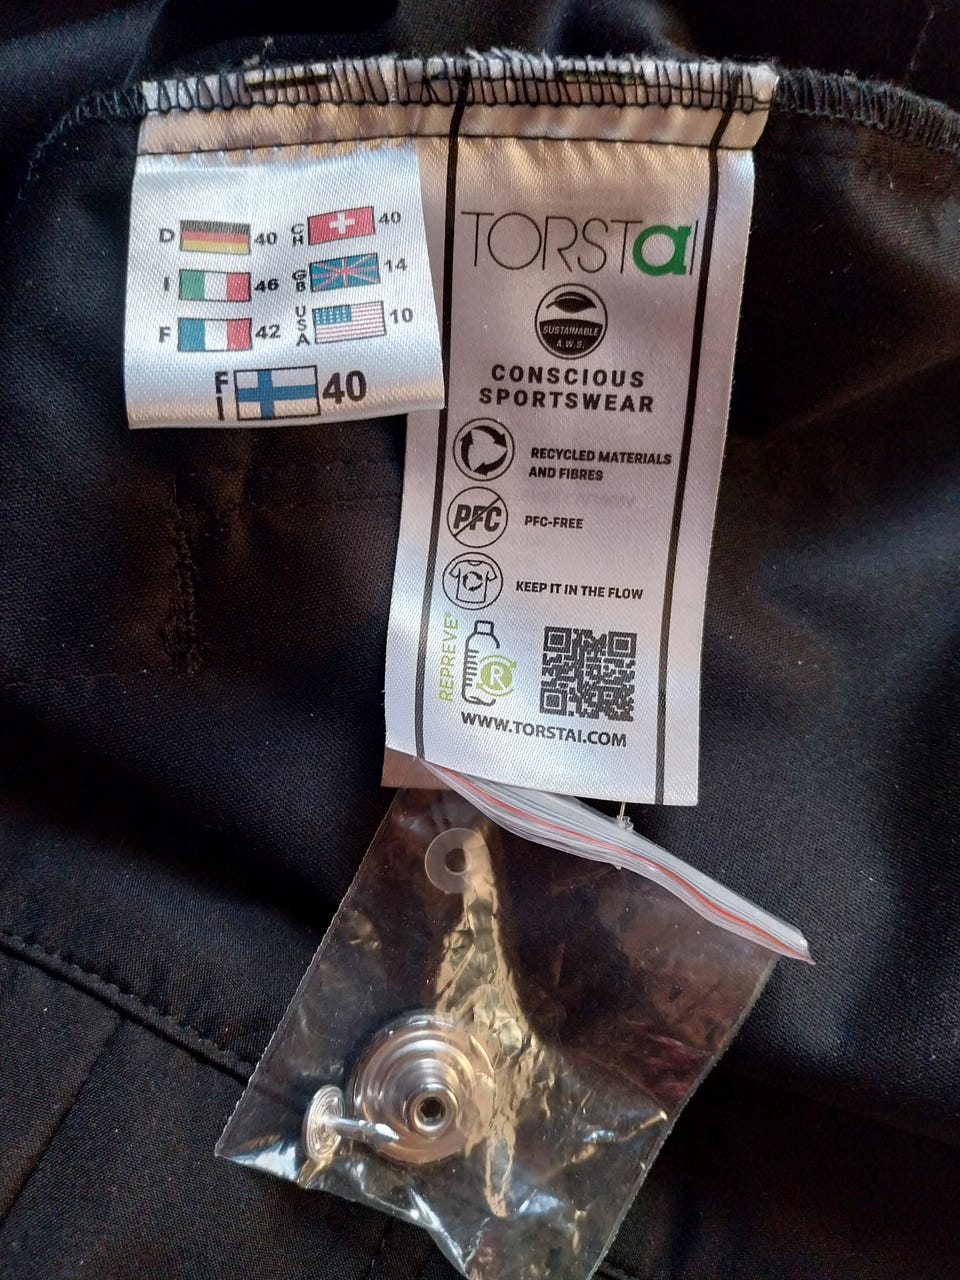 D 40
CH 40
I 46
GB 14
F 42
USA 10
FI 40
TORSTAI
SUSTAINABLE
A.W.S.
CONSCIOUS
SPORTSWEAR
RECYCLED MATERIALS
AND FIBRES
PFC
PFC-FREE
KEEP IT IN THE FLOW
REPREVE®
R
WWW.TORSTAI.COM